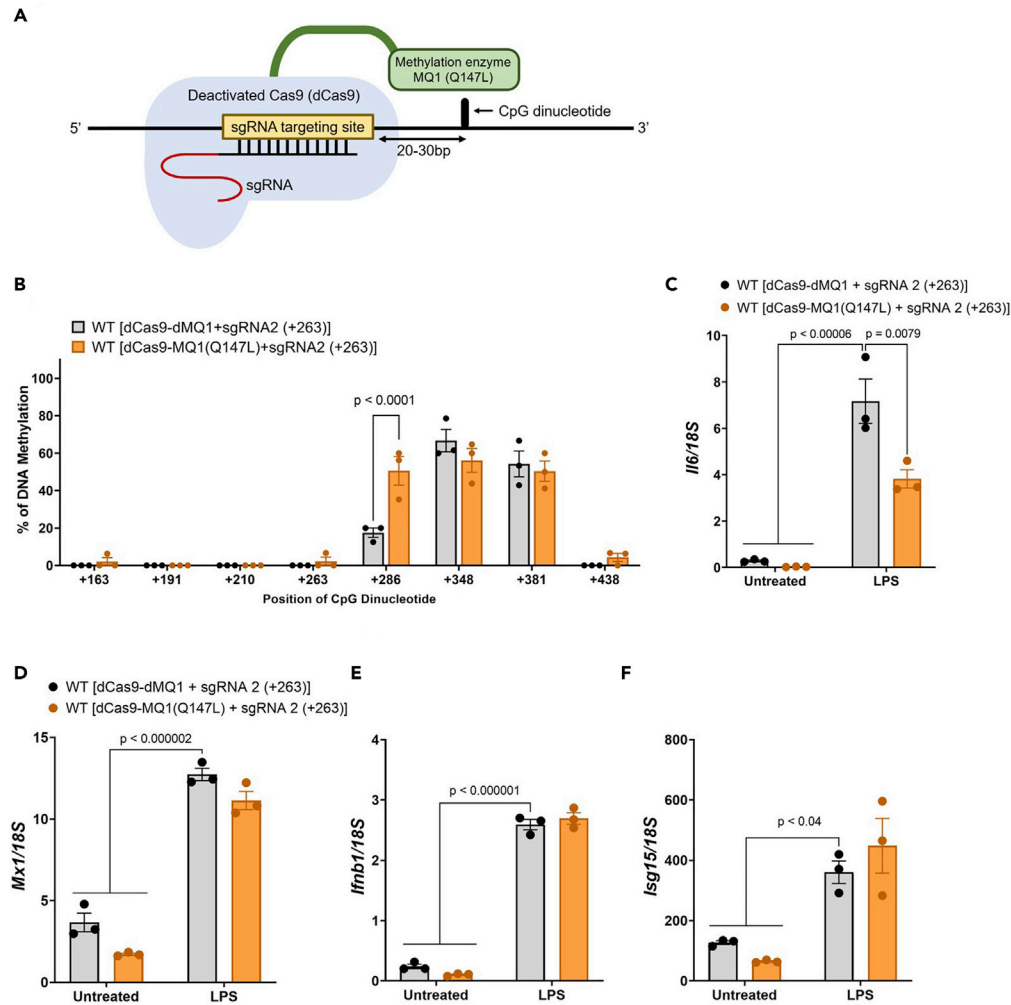 A
Methylation enzyme
MQ1 (Q147L)
Deactivated Cas9 (dCas9)
CpG dinucleotide
5’
sgRNA targeting site
3’
20-30bp
sgRNA
B
WT [dCas9-dMQ1+sgRNA2 (+263)]
WT [dCas9-MQ1(Q147L)+sgRNA2 (+263)]
% of DNA Methylation
100
80
60
40
20
0
p < 0.0001
+163 +191 +210 +263 +286 +348 +381 +438
Position of CpG Dinucleotide
C
WT [dCas9-dMQ1 + sgRNA 2 (+263)]
WT [dCas9-MQ1(Q147L) + sgRNA 2 (+263)]
Il6/18S
10
8
6
4
2
0
p < 0.00006 p = 0.0079
Untreated LPS
D
WT [dCas9-dMQ1 + sgRNA 2 (+263)]
WT [dCas9-MQ1(Q147L) + sgRNA 2 (+263)]
Mx1/18S
15
10
5
0
p < 0.000002
Untreated LPS
E
Ifnb1/18S
4
3
2
1
0
p < 0.000001
Untreated LPS
F
Isg15/18S
800
600
400
200
0
p < 0.04
Untreated LPS